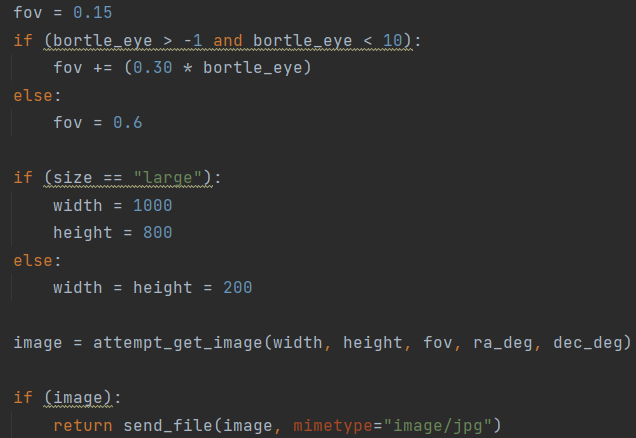 fov = 0.15
if (bortle_eye > -1 and bortle_eye < 10):
    fov += (0.30 * bortle_eye)
else:
    fov = 0.6

if (size == "large"):
    width = 1000
    height = 800
else:
    width = height = 200

image = attempt_get_image(width, height, fov, ra_deg, dec_deg)

if (image):
    return send_file(image, mimetype="image/jpg")